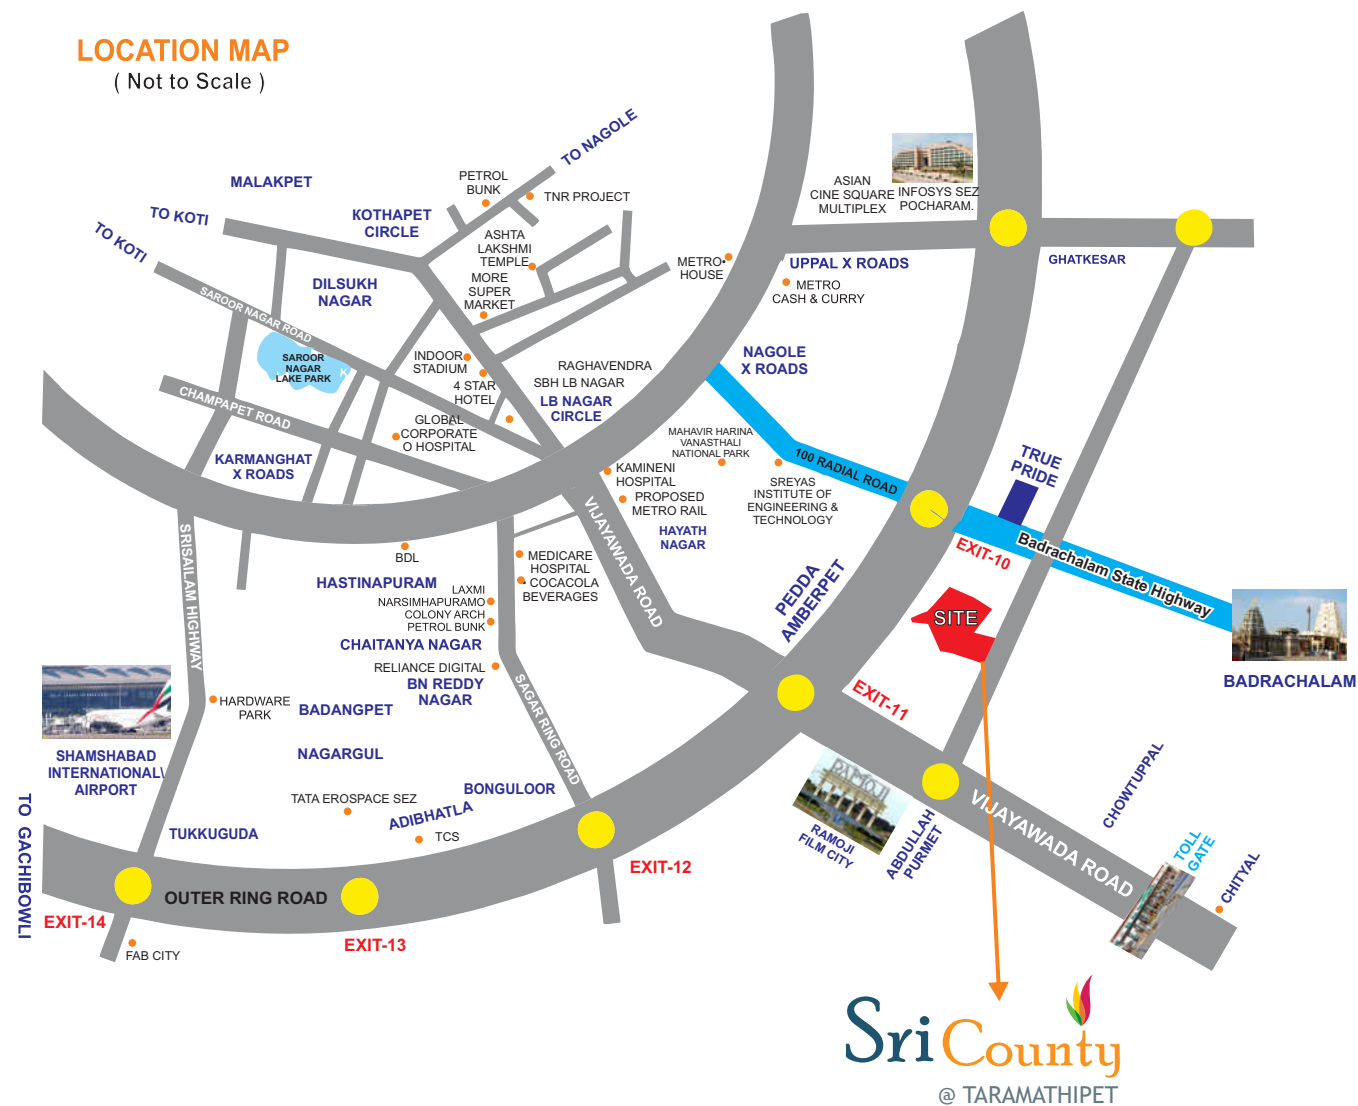 LOCATION MAP
( Not to Scale )
TO NAGOLE
MALAKPET
PETROL
BUNK
TNR PROJECT
TO KOTI
TO KOTI
KOTHAPET
CIRCLE
ASHTA
LAKSHMI
TEMPLE
MORE
SUPER
MARKET
DILSUKH
NAGAR
SAROOR NAGAR ROAD
SAROOR
NAGAR
LAKE PARK
K
INDOOR
STADIUM
4 STAR
HOTEL
GLOBAL
CORPORATE
O HOSPITAL
CHAMPAPET ROAD
KARMANGHAT
X ROADS
RAGHAVENDRA
SBH LB NAGAR
LB NAGAR
CIRCLE
METRO
HOUSE
ASIAN
CINE SQUARE
MULTIPLEX
INFOSYS SEZ
POCHARAM.
UPPAL X ROADS
METRO
CASH & CURRY
GHATKESAR
NAGOLE
X ROADS
MAHAVIR HARINA
VANASTHALI
NATIONAL PARK
100 RADIAL ROAD
SREYAS
INSTITUTE OF
ENGINEERING &
TECHNOLOGY
KAMINENI
HOSPITAL
PROPOSED
METRO RAIL
HAYATH
NAGAR
TRUE
PRIDE
EXIT-10
Badrachalam State Highway
BADRACHALAM
SITE
PEDDA
AMBERPET
EXIT-11
VIJAYAWADA ROAD
SRISAILAM HIGHWAY
BDL
HASTINAPURAM
MEDICARE
HOSPITAL
COCACOLA
BEVERAGES
LAXMI
NARSIMHAPURAMO
COLONY ARCH
PETROL BUNK
CHAITANYA NAGAR
RELIANCE DIGITAL
BN REDDY
NAGAR
SAGAR RING ROAD
HARDWARE
PARK
BADANGPET
NAGARGUL
SHAMSHABAD
INTERNATIONAL\
AIRPORT
TO GACHIBOWLI
TUKKUGUDA
TATA EROSPACE SEZ
ADIBHATLA
TCS
BONGULOOR
EXIT-12
OUTER RING ROAD
EXIT-14
EXIT-13
FAB CITY
RAMOJI
RAMOJI
FILM CITY
ABDULLAH
PURMET
VIJAYAWADA ROAD
CHOWTUPPAL
TOLL
GATE
CHITYAL
Sri County
@ TARAMATHIPET